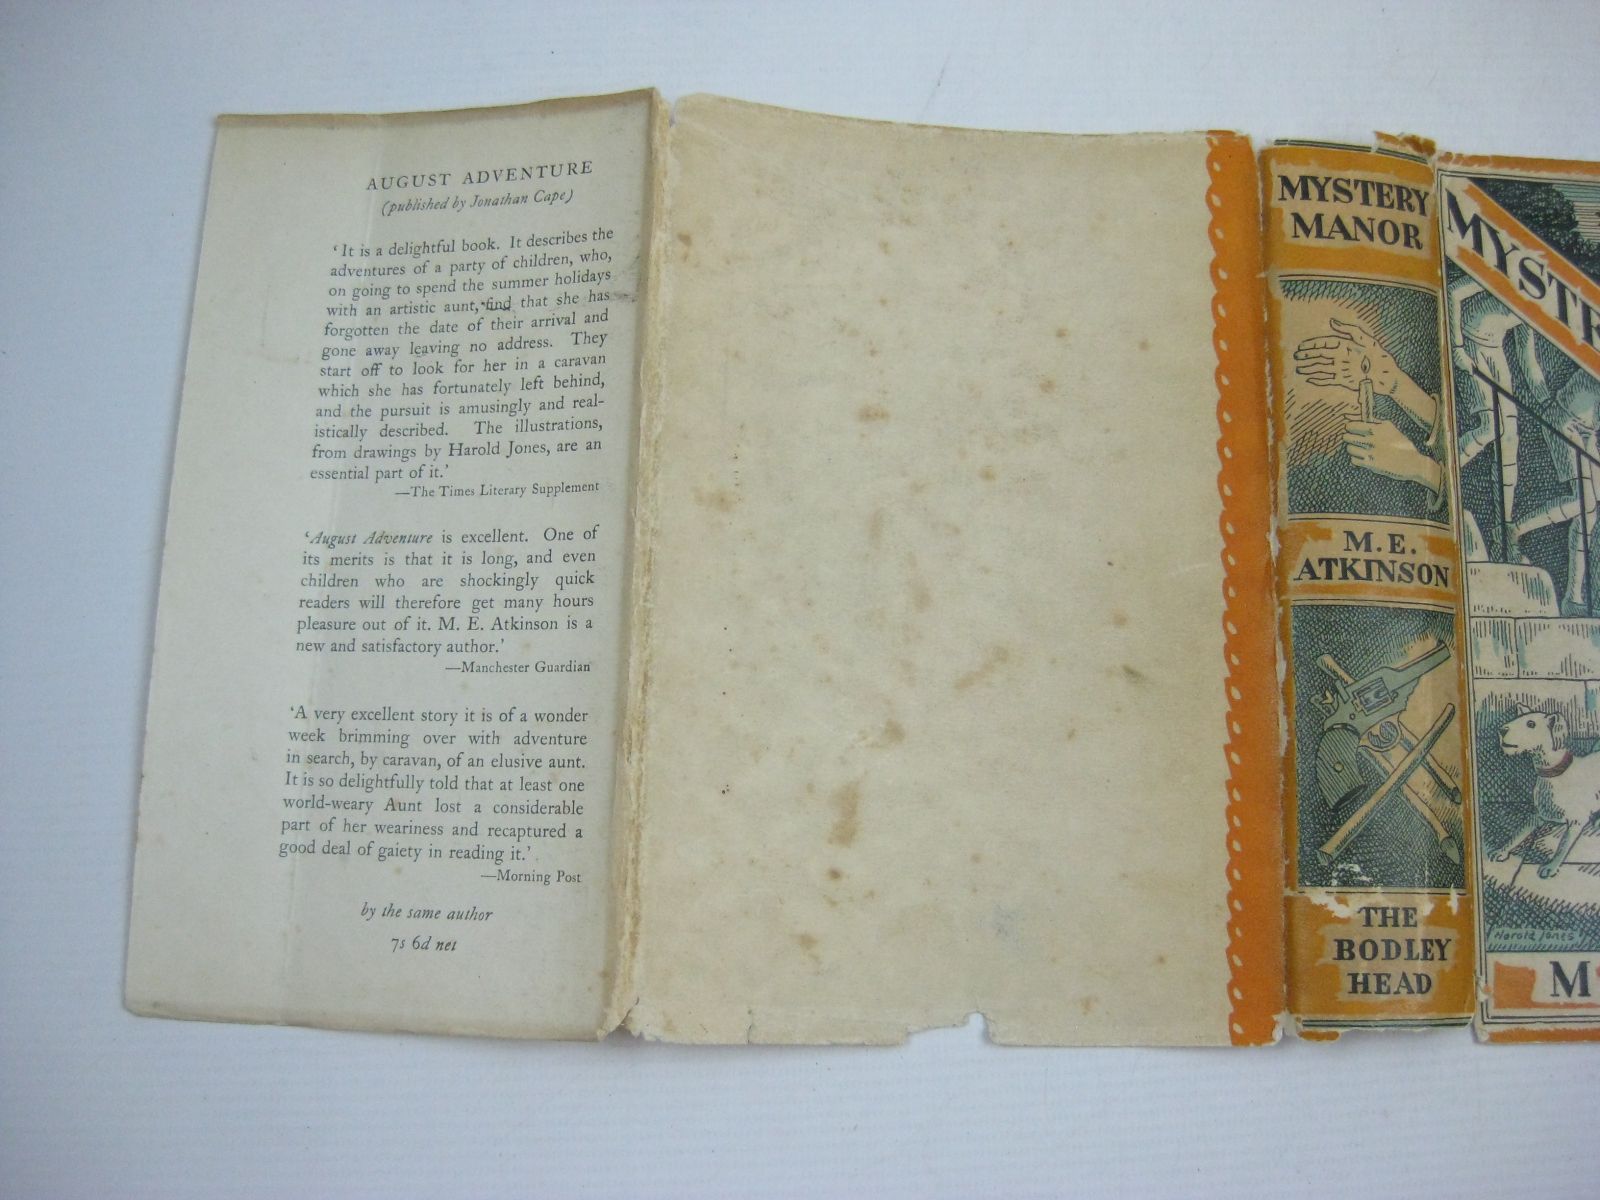 AUGUST ADVENTURE
(published by Jonathan Cape)
‘It is a delightful book. It describes the
adventures of a party of children, who,
on going to spend the summer holidays
with an artistic aunt, find that she has
forgotten the date of their arrival and
gone away leaving no address. They
start off to look for her in a caravan
which she has fortunately left behind,
and the pursuit is amusingly and real-
istically described. The illustrations,
from drawings by Harold Jones, are an
essential part of it.’
—The Times Literary Supplement
‘August Adventure is excellent. One of
its merits is that it is long, and even
children who are shockingly quick
readers will therefore get many hours
pleasure out of it. M. E. Atkinson is a
new and satisfactory author.’
—Manchester Guardian
‘A very excellent story it is of a wonder
week brimming over with adventure
in search, by caravan, of an elusive aunt.
It is so delightfully told that at least one
world-weary Aunt lost a considerable
part of her weariness and recaptured a
good deal of gaiety in reading it.’
—Morning Post
by the same author
7s 6d net
MYSTERY
MANOR
M. E.
ATKINSON
THE
BODLEY
HEAD
MYSTE
Harold Jones
M